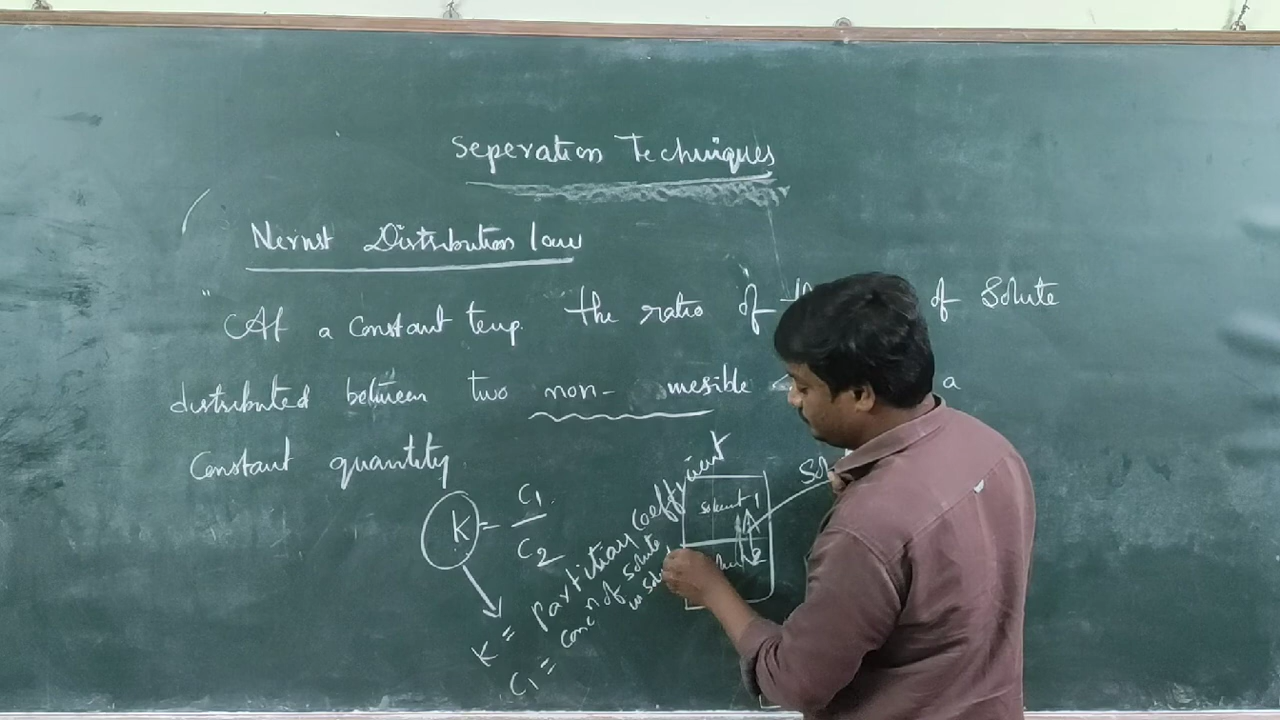 Seperation Techniques
Nernst Distribution law
" At a Constant temp. the ratio of of Solute
distributed between two non- mesible a
Constant quantity
K = C1 / C2
K = partition coefficient
C1 = concn of solute
in
solvent 1
2